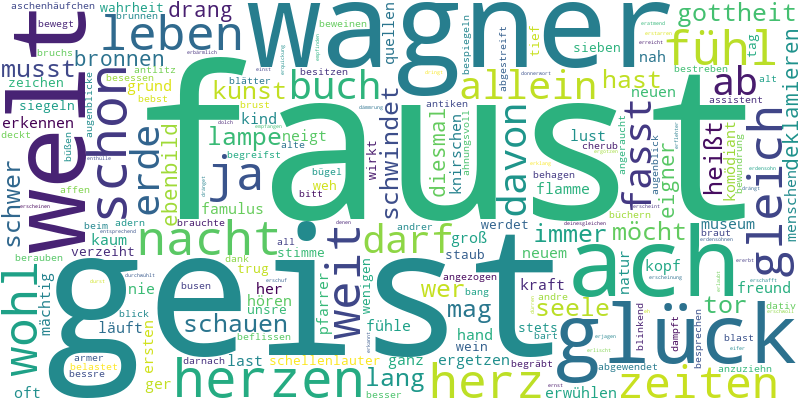 faust
geist
wagner
welt
ach
glück
nacht
herzen
herz
schon
leben
ja
allein
fühl
gleich
weit
wohl
darf
buch
kunst
davon
fasst
ab
zeiten
erde
lampe
immer
möcht
seele
mag
wer
tor
gottheit
drang
bronnen
musst
hast
heißt
schwindet
diesmal
ebenbild
eigner
schauen
lang
deklamieren
menschen
erwühlen
ergetzen
schwer
erkennen
siegeln
zeichen
grund
kind
neigt
famulus
trug
her
hören
stimme
unsre
pfarrer
wenigen
fühle
groß
staub
kraft
hand
wein
stets
natur
kopf
freund
museum
braut
dativ
blast
besprechen
dampft
blinkend
anzuziehn
abgewendet
begräbt
ganz
besser
last
schellenlauter
darnach
ger
ersten
oft
armer
belastet
bessre
läuft
blick
beflissen
busen
dank
nie
mächtig
berauben
kaum
verzeiht
beim
adern
entsprechend
brauchte
all
andrer
werdet
neuem
angezogen
bang
andre
bart
behagen
flamme
lust
cherub
knirschen
ahnungsvoll
antiken
nah
sieben
tief
bespiegeln
abgestreift
quellen
bestreben
tag
alt
assistent
komödiant
bewundrung
augenblick
angeraucht
büchern
neuen
besitzen
alte
wirkt
begreifst
bügel
weh
bitt
brust
blätter
antlitz
besessen
bebst
augenblicke
deckt
büßen
affen
bruchs
brunnen
wahrheit
bewegt
beweinen
aschenhäufchen